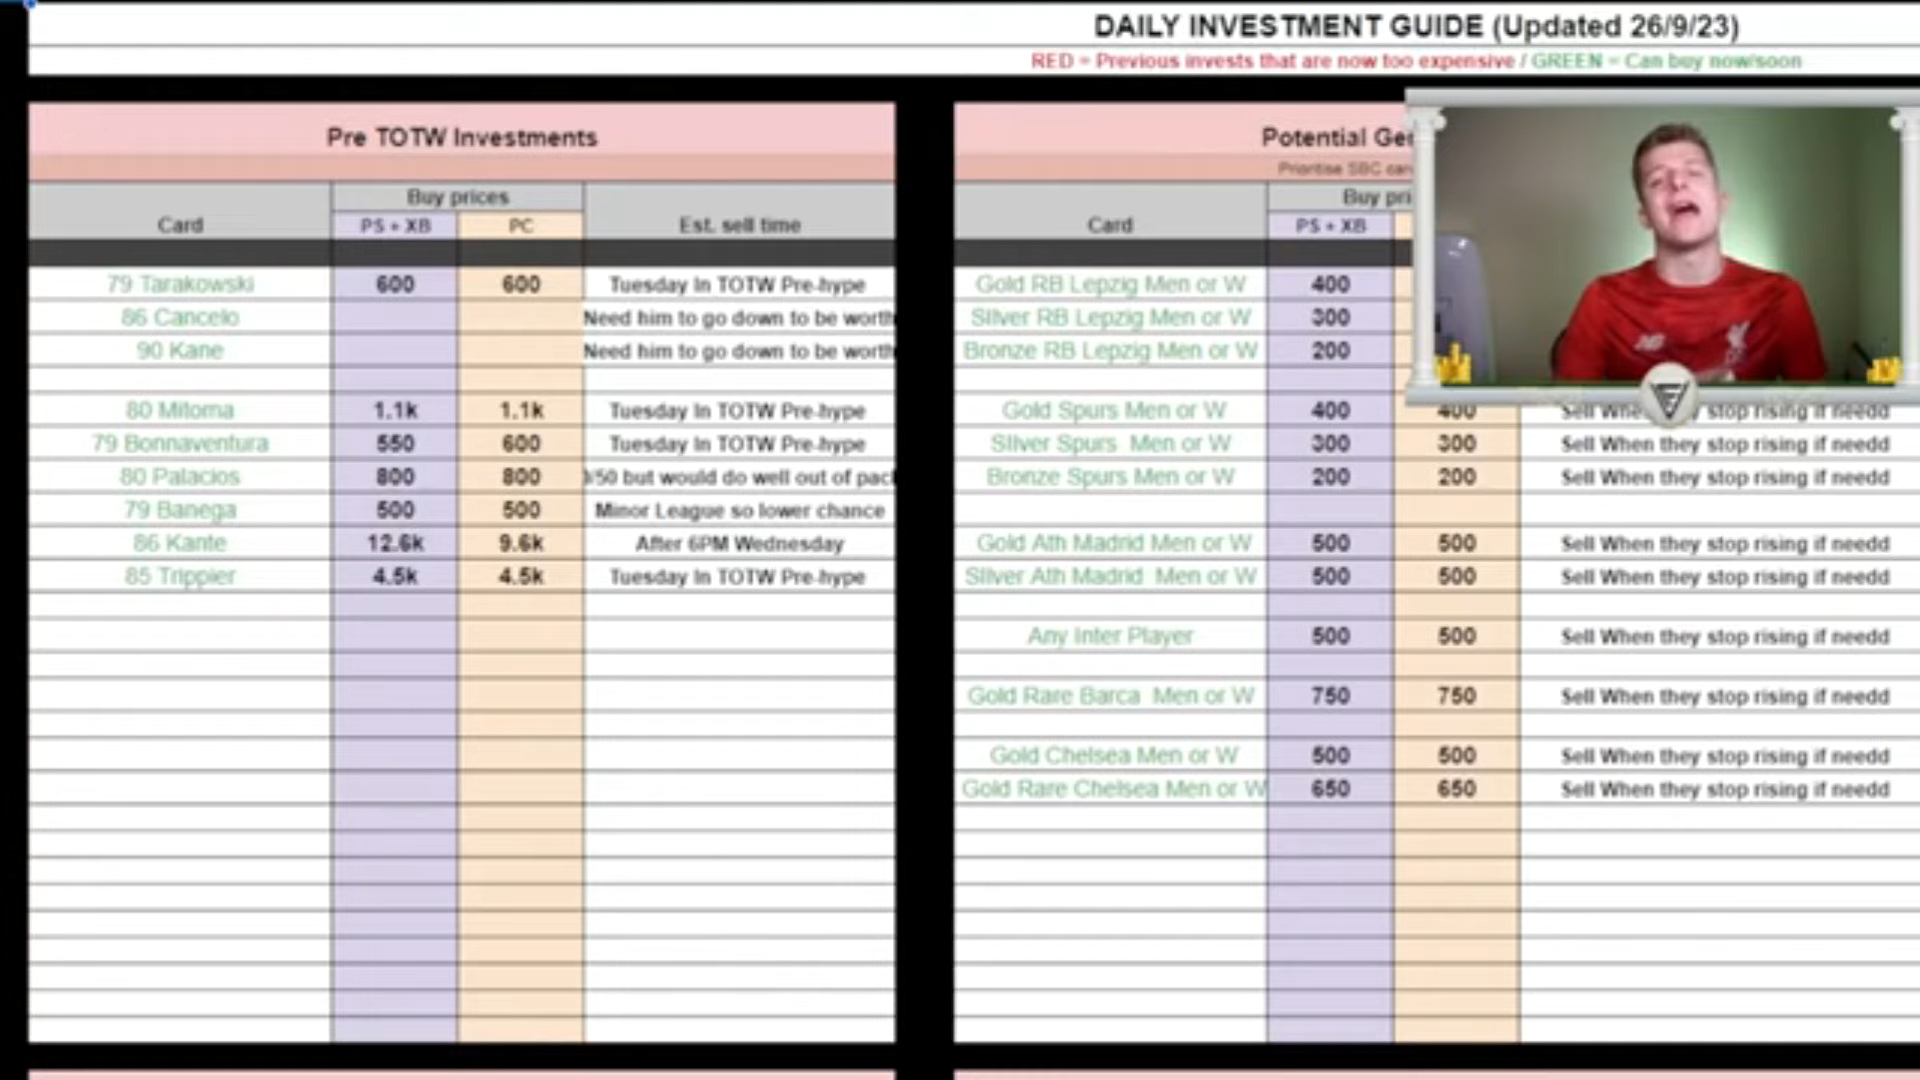 DAILY INVESTMENT GUIDE (Updated 26/9/23)
RED = Previous invests that are now too expensive / GREEN = Can buy now/soon
Pre TOTW Investments
Buy prices
Card PS + XB PC Est. sell time
79 Tarakowski 600 600 Tuesday In TOTW Pre-hype
86 Cancelo Need him to go down to be worth
90 Kane Need him to go down to be worth
80 Mitoma 1.1k 1.1k Tuesday In TOTW Pre-hype
79 Bonnaventura 550 600 Tuesday In TOTW Pre-hype
80 Palacios 800 800 /50 but would do well out of pac
79 Banega 500 500 Minor League so lower chance
86 Kante 12.6k 9.6k After 6PM Wednesday
85 Trippier 4.5k 4.5k Tuesday In TOTW Pre-hype
Potential Ge
Prioritise SBC
Buy pri
Card PS + XB
Gold RB Lepzig Men or W 400
SIlver RB Lepzig Men or W 300
Bronze RB Lepzig Men or W 200
Gold Spurs Men or W 400 400 Sell Whe y stop rising if needd
SIlver Spurs Men or W 300 300 Sell When they stop rising if needd
Bronze Spurs Men or W 200 200 Sell When they stop rising if needd
Gold Ath Madrid Men or W 500 500 Sell When they stop rising if needd
SIlver Ath Madrid Men or W 500 500 Sell When they stop rising if needd
Any Inter Player 500 500 Sell When they stop rising if needd
Gold Rare Barca Men or W 750 750 Sell When they stop rising if needd
Gold Chelsea Men or W 500 500 Sell When they stop rising if needd
Gold Rare Chelsea Men or W 650 650 Sell When they stop rising if needd